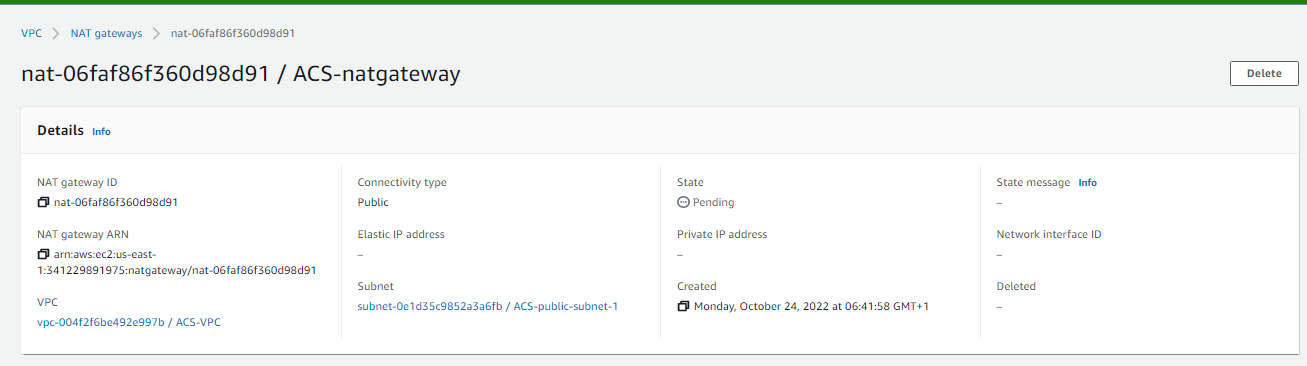 VPC > NAT gateways > nat-06faf86f360d98d91
nat-06faf86f360d98d91 / ACS-natgateway
Delete
Details Info
NAT gateway ID
nat-06faf86f360d98d91
NAT gateway ARN
arn:aws:ec2:us-east-
1:341229891975:natgateway/nat-06faf86f360d98d91
VPC
vpc-004f2f6be492e997b / ACS-VPC
Connectivity type
Public
Elastic IP address
–
Subnet
subnet-0e1d35c9852a3a6fb / ACS-public-subnet-1
State
Pending
Private IP address
–
Created
Monday, October 24, 2022 at 06:41:58 GMT+1
State message Info
–
Network interface ID
–
Deleted
–